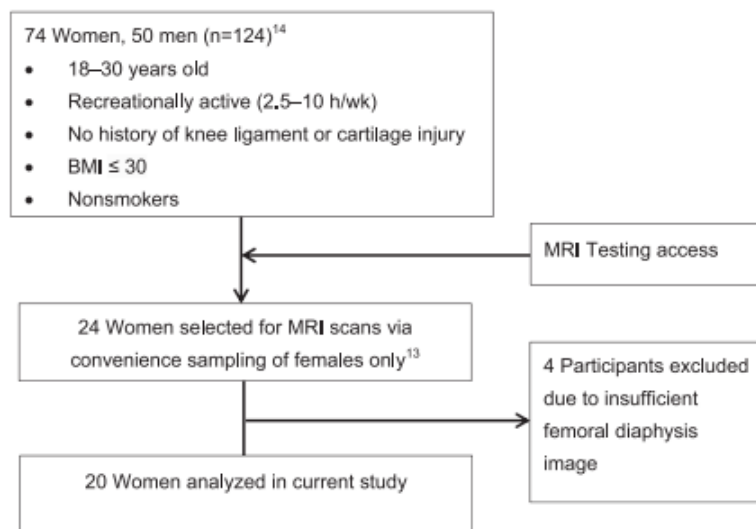 74 Women, 50 men (n=124)14
• 18–30 years old
• Recreationally active (2.5–10 h/wk)
• No history of knee ligament or cartilage injury
• BMI ≤ 30
• Nonsmokers
MRI Testing access
24 Women selected for MRI scans via
convenience sampling of females only13
4 Participants excluded
due to insufficient
femoral diaphysis
image
20 Women analyzed in current study